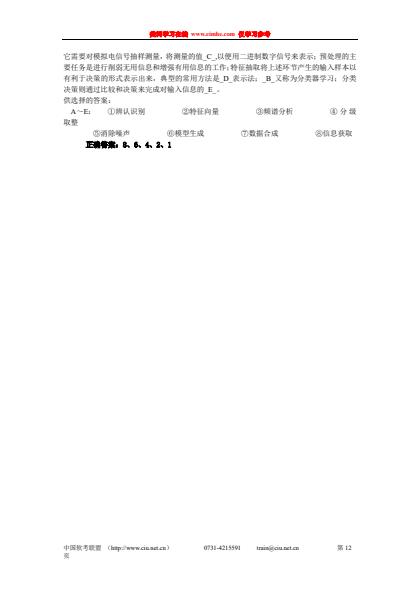 类网学习在线 www.cismhc.com 仅学习参考
它需要对模拟电信号抽样测量，将测量的值_C_,以便用二进制数字信号来表示；预处理的主
要任务是进行削弱无用信息和增强有用信息的工作；特征抽取将上述环节产生的输入样本以
有利于决策的形式表示出来，典型的常用方法是_D_表示法；_B_又称为分类器学习；分类
决策则通过比较和决策来完成对输入信息的_E_。
供选择的答案：
A～E： ①辨认识别 ②特征向量 ③频谱分析 ④ 分 级
取整
⑤消除噪声 ⑥模型生成 ⑦数据合成 ⑧信息获取
正确答案：8、6、4、2、1
中国软考联盟 （http://www.ciu.net.cn） 0731-4215591 train@ciu.net.cn 第 12
页